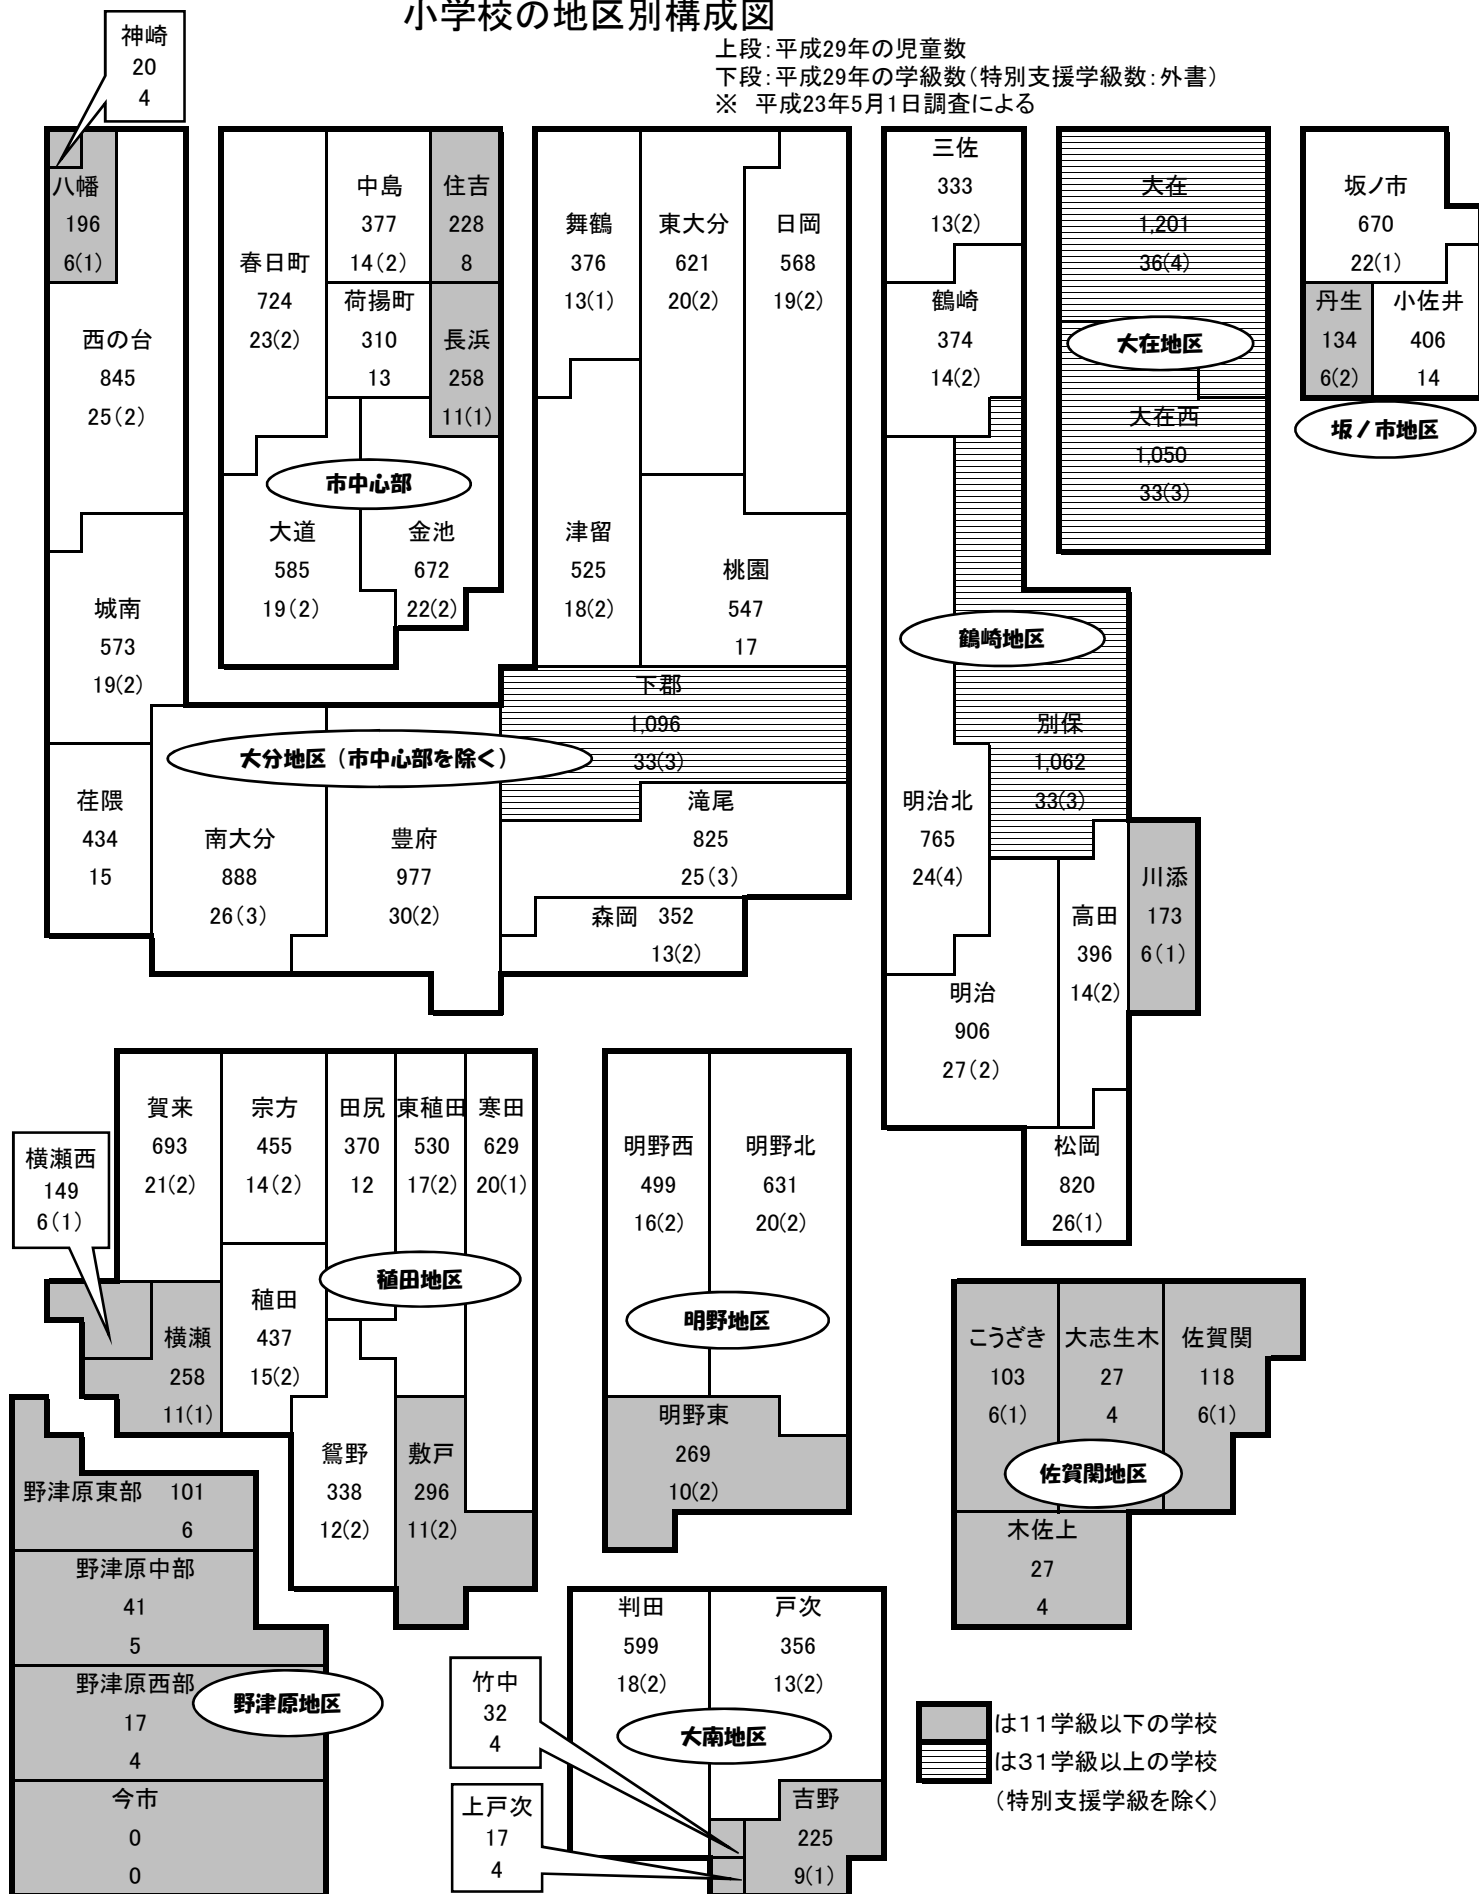 小学校の地区別構成図
上段:平成29年の児童数
下段:平成29年の学級数(特別支援学級数:外書)
※ 平成23年5月1日調査による
神崎
20
4
八幡
196
6(1)
西の台
845
25(2)
城南
573
19(2)
荏隈
434
15
南大分
888
26(3)
豊府
977
30(2)
大分地区(市中心部を除く)
春日町
724
23(2)
中島
377
14(2)
住吉
228
8
荷揚町
310
13
長浜
258
11(1)
市中心部
大道
585
19(2)
金池
672
22(2)
舞鶴
376
13(1)
東大分
621
20(2)
日岡
568
19(2)
津留
525
18(2)
桃園
547
17
下郡
1,096
33(3)
滝尾
825
25(3)
森岡 352
13(2)
三佐
333
13(2)
鶴崎
374
14(2)
鶴崎地区
別保
1,062
33(3)
明治北
765
24(4)
川添
173
6(1)
高田
396
14(2)
明治
906
27(2)
松岡
820
26(1)
大在
1,201
36(4)
大在地区
大在西
1,050
33(3)
坂ノ市
670
22(1)
丹生
134
6(2)
小佐井
406
14
坂ノ市地区
賀来
693
21(2)
宗方
455
14(2)
田尻
370
12
東稙田
530
17(2)
寒田
629
20(1)
横瀬西
149
6(1)
横瀬
258
11(1)
稙田
437
15(2)
稙田地区
鴛野
338
12(2)
敷戸
296
11(2)
明野西
499
16(2)
明野北
631
20(2)
明野地区
明野東
269
10(2)
こうざき
103
6(1)
大志生木
27
4
佐賀関
118
6(1)
佐賀関地区
木佐上
27
4
野津原東部 101
6
野津原中部
41
5
野津原西部
17
4
野津原地区
今市
0
0
判田
599
18(2)
戸次
356
13(2)
大南地区
竹中
32
4
上戸次
17
4
吉野
225
9(1)
は11学級以下の学校
は31学級以上の学校
(特別支援学級を除く)